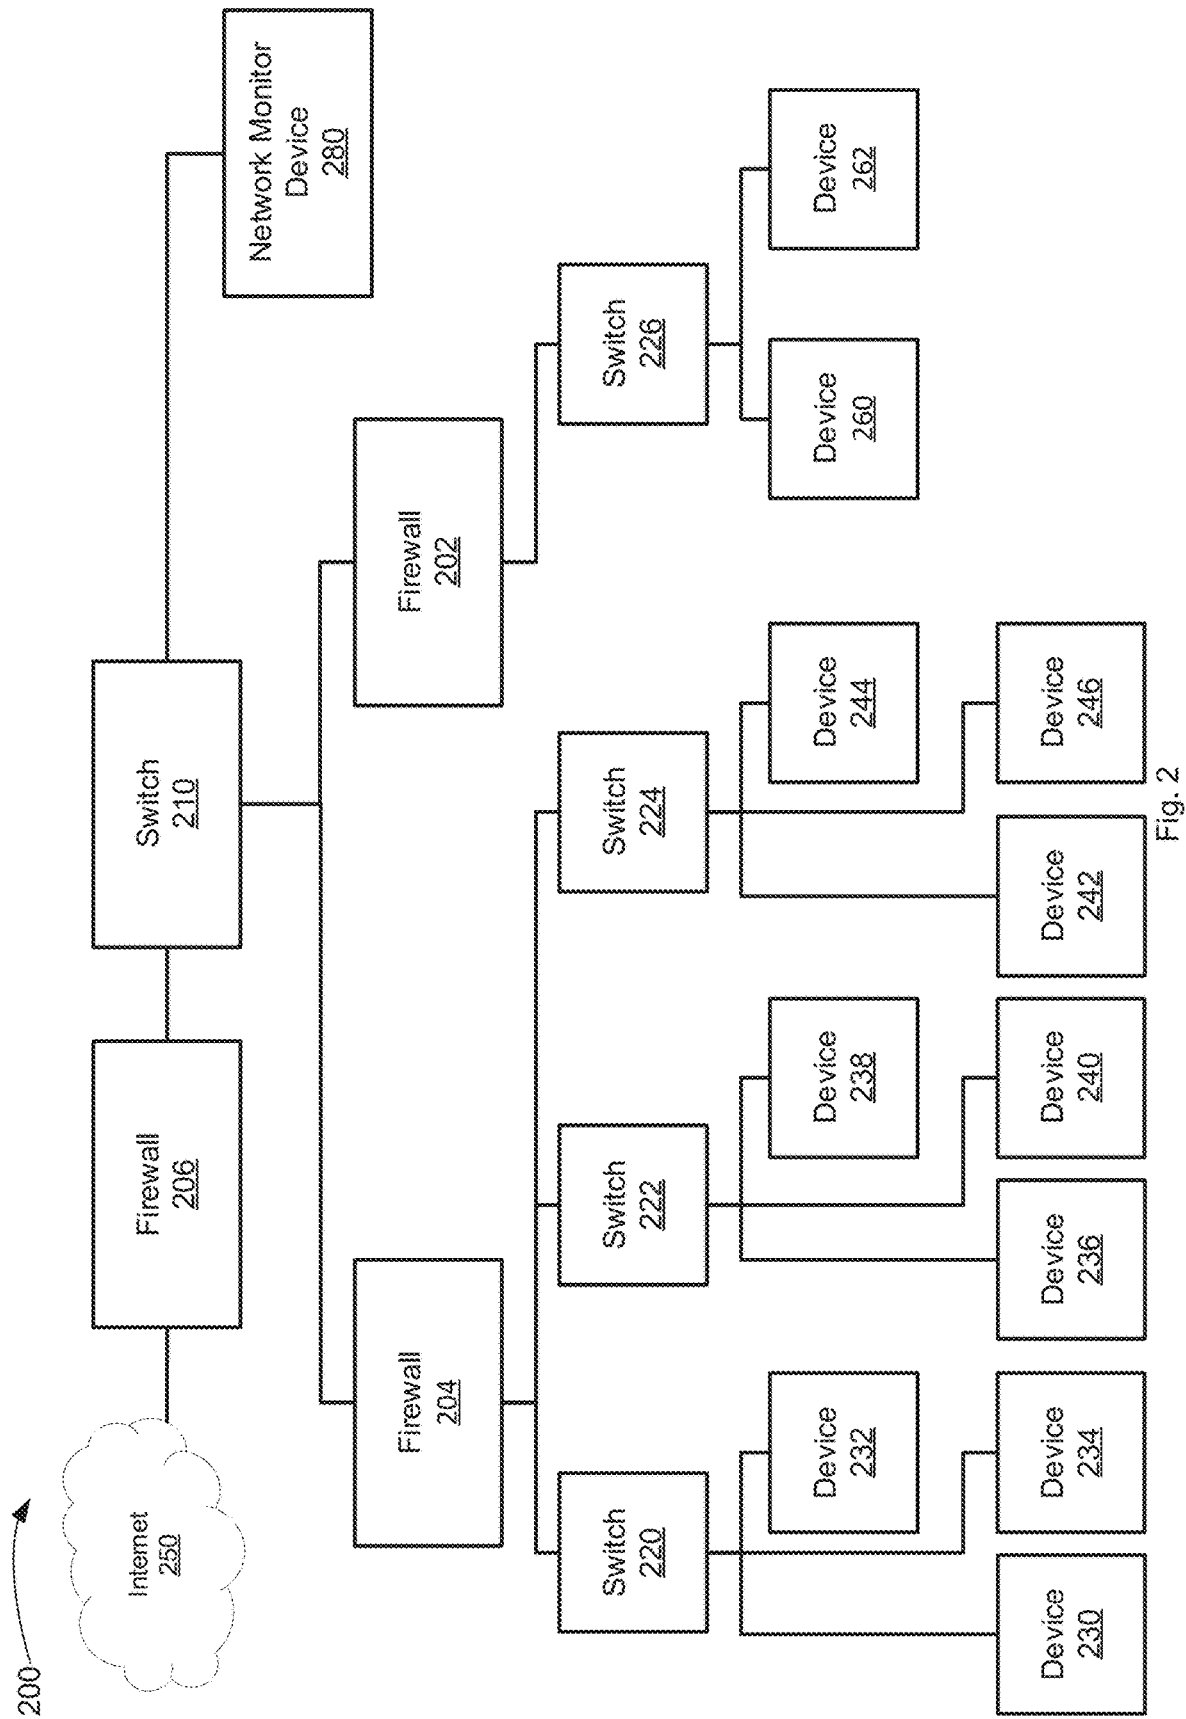 200
Internet
250
Firewall
206
Switch
210
Network Monitor
Device
280
Firewall
204
Firewall
202
Switch
220
Switch
222
Switch
224
Switch
226
Device
232
Device
238
Device
244
Device
260
Device
262
Device
230
Device
234
Device
236
Device
240
Device
242
Device
246
Fig. 2